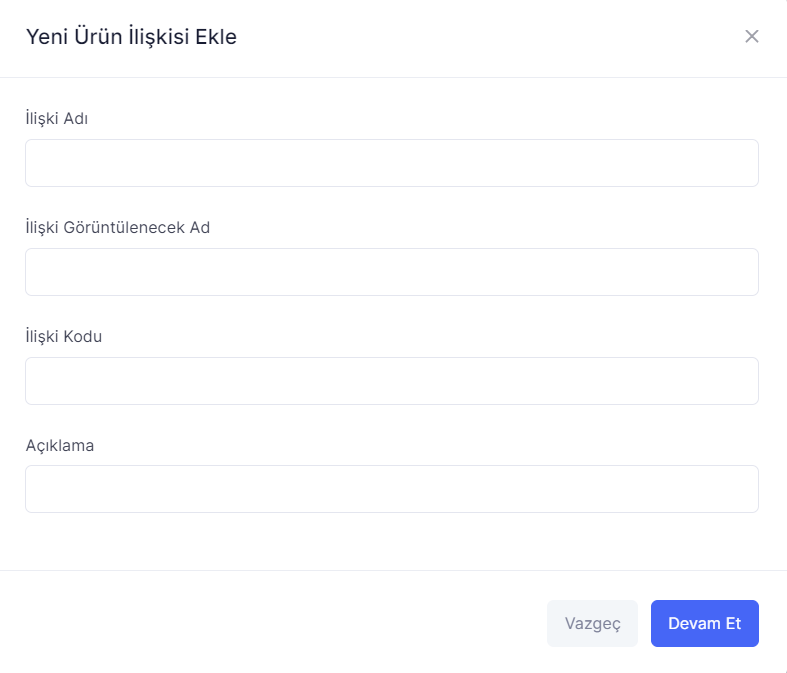 Yeni Ürün İlişkisi Ekle
İlişki Adı
İlişki Görüntülenecek Ad
İlişki Kodu
Açıklama
Vazgeç
Devam Et